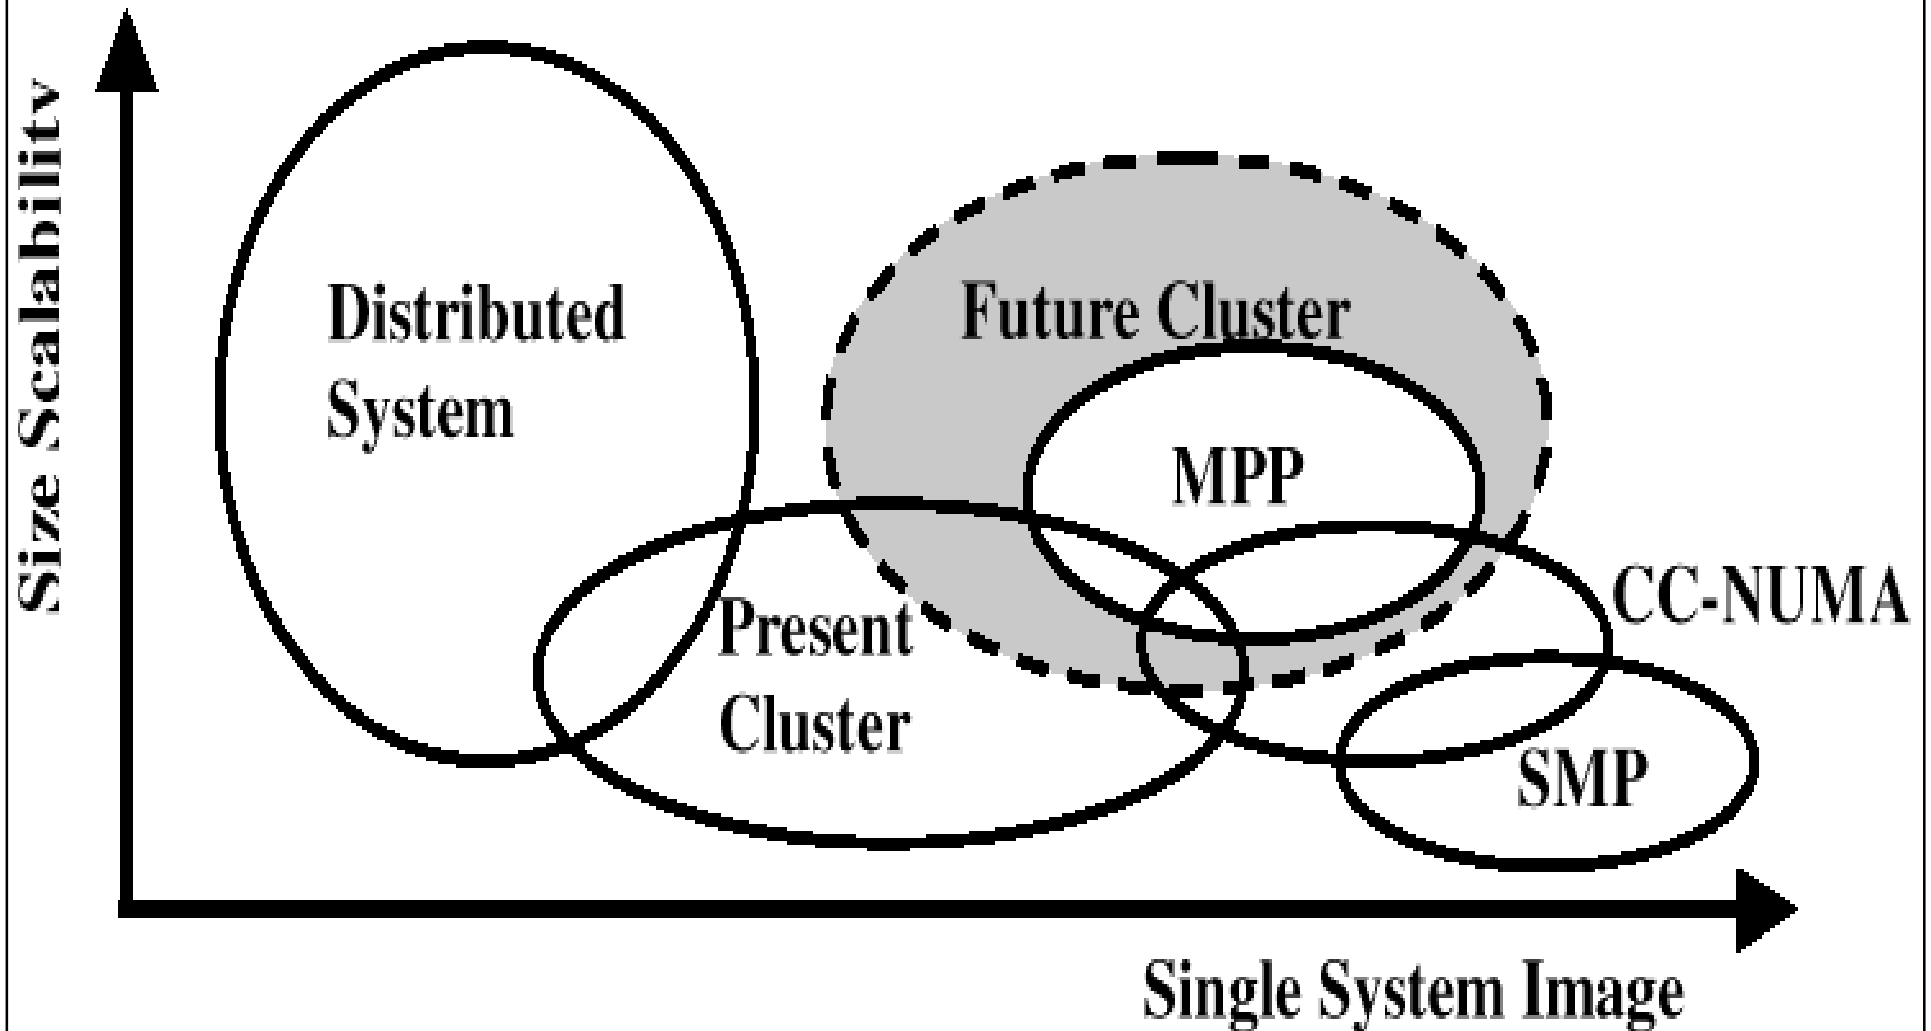 Size Scalability
Distributed
System
Future Cluster
MPP
Present
Cluster
CC-NUMA
SMP
Single System Image